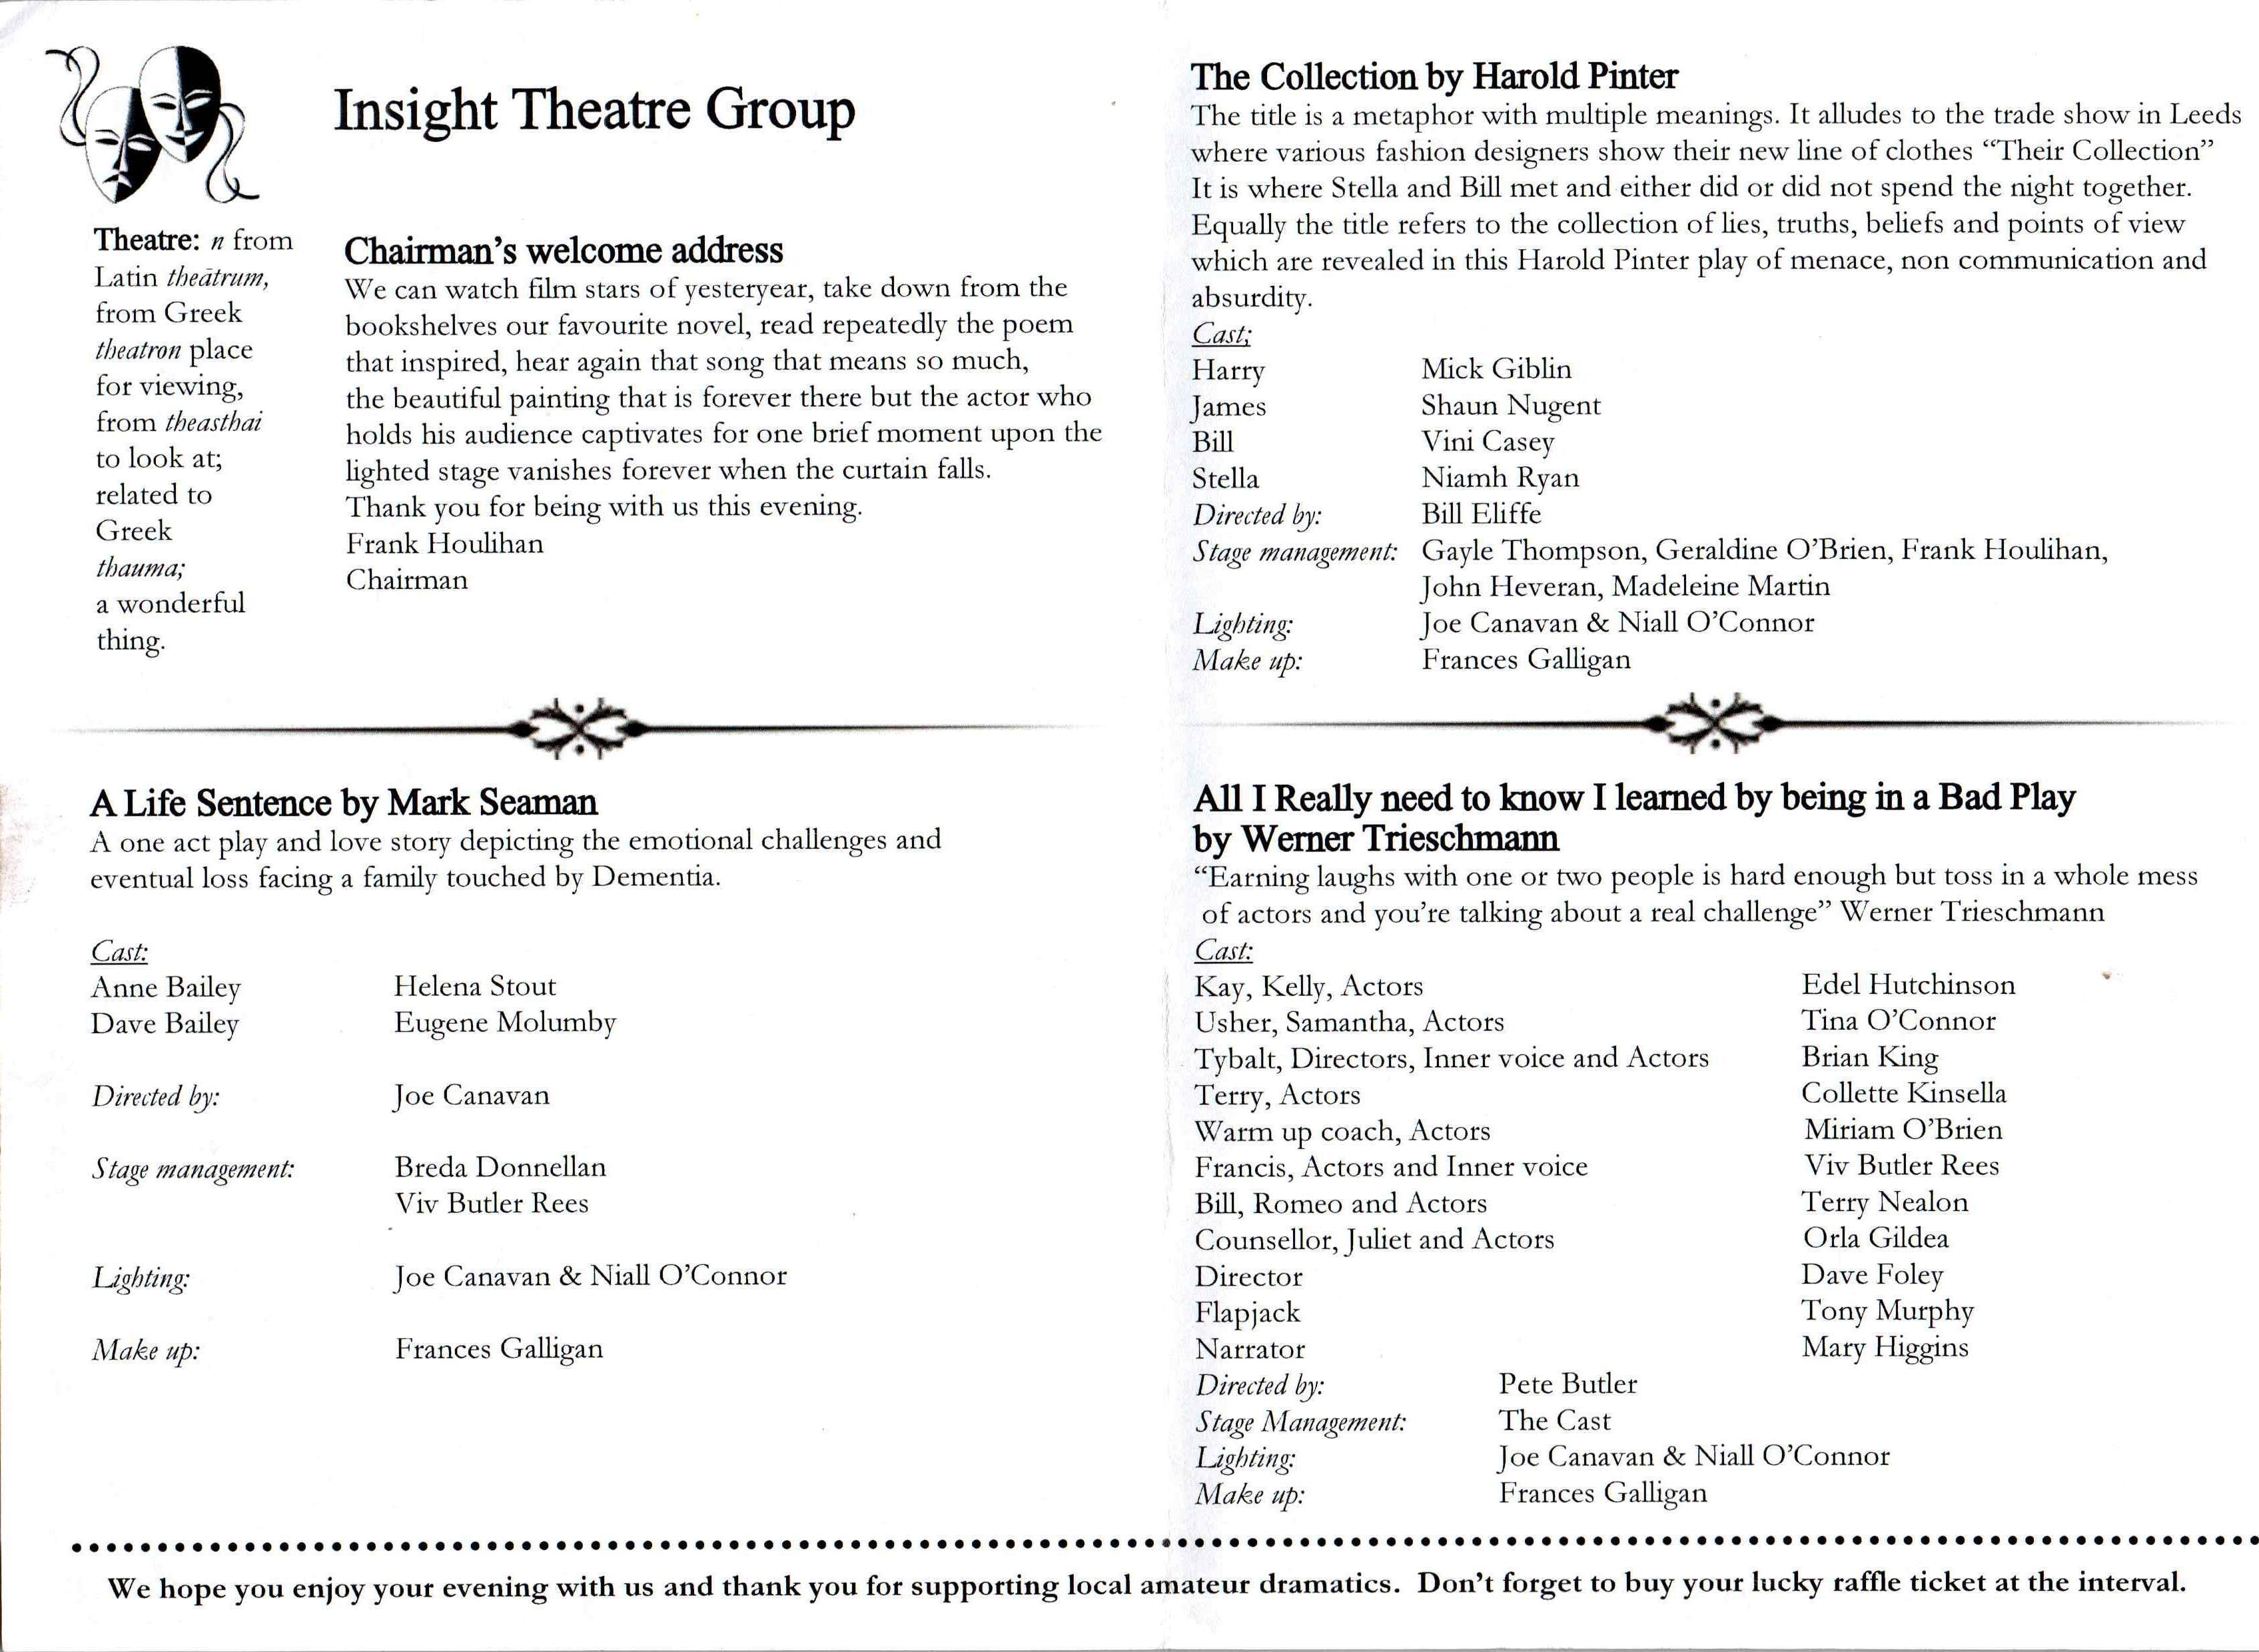 Insight Theatre Group
Theatre: n from
Latin theātrum,
from Greek
theatron place
for viewing,
from theasthai
to look at;
related to
Greek
thauma;
a wonderful
thing.
Chairman's welcome address
We can watch film stars of yesteryear, take down from the
bookshelves our favourite novel, read repeatedly the poem
that inspired, hear again that song that means so much,
the beautiful painting that is forever there but the actor who
holds his audience captivates for one brief moment upon the
lighted stage vanishes forever when the curtain falls.
Thank you for being with us this evening.
Frank Houlihan
Chairman
A Life Sentence by Mark Seaman
A one act play and love story depicting the emotional challenges and
eventual loss facing a family touched by Dementia.
Cast:
Anne Bailey Helena Stout
Dave Bailey Eugene Molumby
Directed by: Joe Canavan
Stage management: Breda Donnellan
Viv Butler Rees
Lighting: Joe Canavan & Niall O'Connor
Make up: Frances Galligan
The Collection by Harold Pinter
The title is a metaphor with multiple meanings. It alludes to the trade show in Leeds
where various fashion designers show their new line of clothes “Their Collection”
It is where Stella and Bill met and either did or did not spend the night together.
Equally the title refers to the collection of lies, truths, beliefs and points of view
which are revealed in this Harold Pinter play of menace, non communication and
absurdity.
Cast;
Harry Mick Giblin
James Shaun Nugent
Bill Vini Casey
Stella Niamh Ryan
Directed by: Bill Eliffe
Stage management: Gayle Thompson, Geraldine O'Brien, Frank Houlihan,
John Heveran, Madeleine Martin
Lighting: Joe Canavan & Niall O'Connor
Make up: Frances Galligan
All I Really need to know I learned by being in a Bad Play
by Werner Trieschmann
“Earning laughs with one or two people is hard enough but toss in a whole mess
of actors and you're talking about a real challenge” Werner Trieschmann
Cast:
Kay, Kelly, Actors Edel Hutchinson
Usher, Samantha, Actors Tina O'Connor
Tybalt, Directors, Inner voice and Actors Brian King
Terry, Actors Collette Kinsella
Warm up coach, Actors Miriam O'Brien
Francis, Actors and Inner voice Viv Butler Rees
Bill, Romeo and Actors Terry Nealon
Counsellor, Juliet and Actors Orla Gildea
Director Dave Foley
Flapjack Tony Murphy
Narrator Mary Higgins
Directed by: Pete Butler
Stage Management: The Cast
Lighting: Joe Canavan & Niall O'Connor
Make up: Frances Galligan
We hope you enjoy your evening with us and thank you for supporting local amateur dramatics. Don't forget to buy your lucky raffle ticket at the interval.